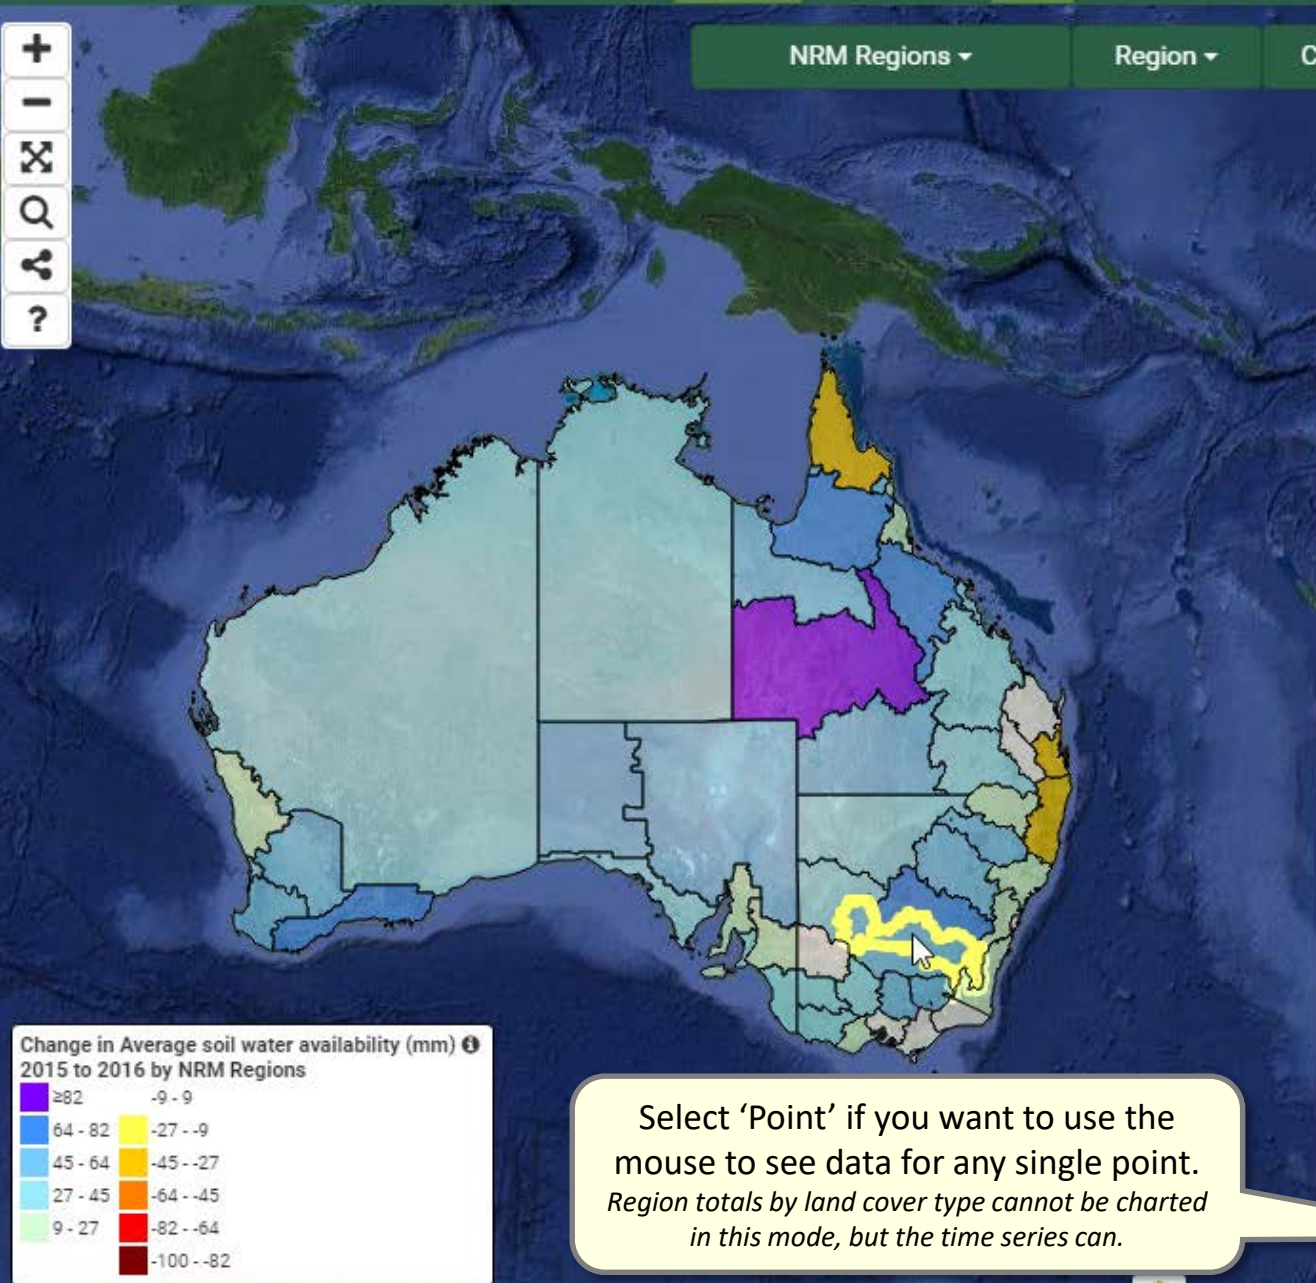 NRM Regions
Region
C
+
−
?
Change in Average soil water availability (mm)
2015 to 2016 by NRM Regions
≥82
-9 - 9
64 - 82
-27 - -9
45 - 64
-45 - -27
27 - 45
-64 - -45
9 - 27
-82 - -64
-100 - -82
Select ‘Point’ if you want to use the
mouse to see data for any single point.
Region totals by land cover type cannot be charted
in this mode, but the time series can.